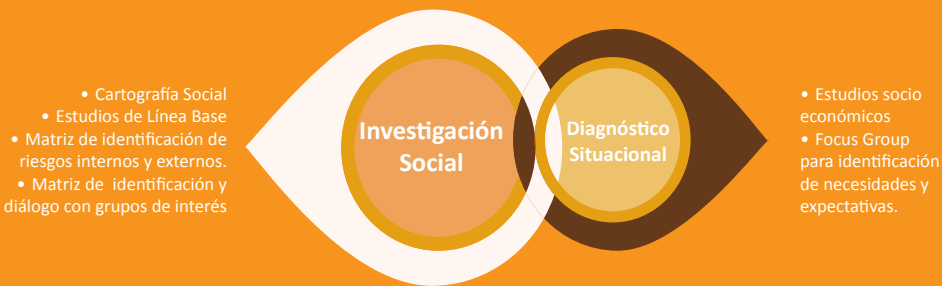 • Cartografía Social
• Estudios de Línea Base
• Matriz de identificación de
riesgos internos y externos.
• Matriz de identificación y
diálogo con grupos de interés
Investigación
Social
Diagnóstico
Situacional
• Estudios socio
económicos
• Focus Group
para identificación
de necesidades y
expectativas.